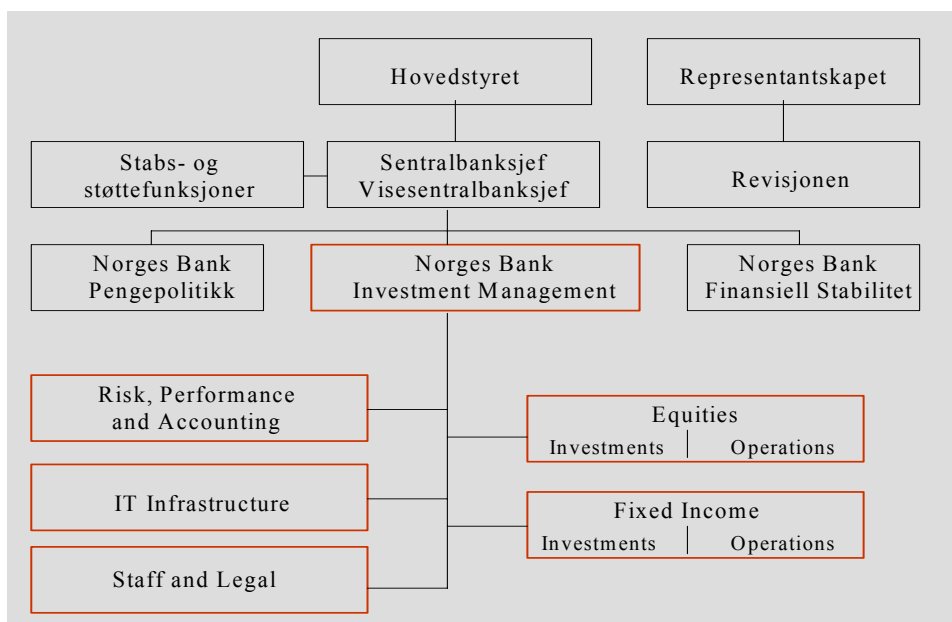 Hovedstyret
Representantskapet
Stabs- og
støttefunksjoner
Sentralbanksjef
Visesentralbanksjef
Revisjonen
Norges Bank
Pengepolitikk
Norges Bank
Investment Management
Norges Bank
Finansiell Stabilitet
Risk, Performance
and Accounting
Equities
Investments
Operations
IT Infrastructure
Fixed Income
Investments
Operations
Staff and Legal